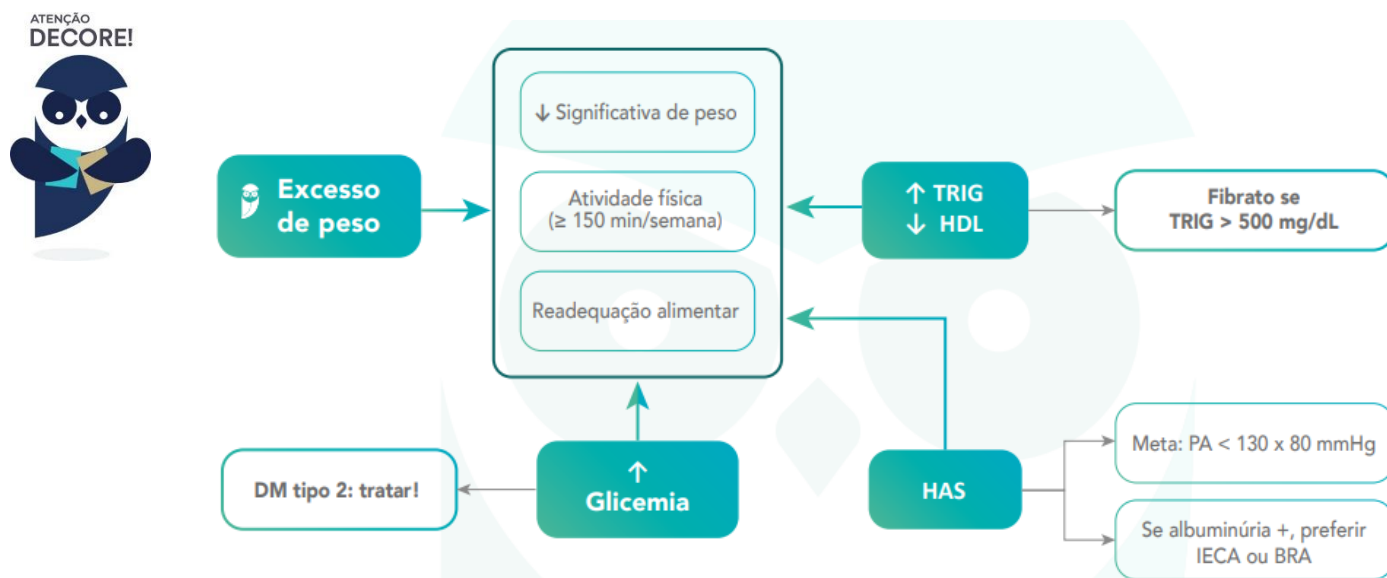 ATENÇÃO
DECORE!
↓ Significativa de peso
Excesso
de peso
Atividade física
(≥ 150 min/semana)
Readequação alimentar
↑ TRIG
↓ HDL
Fibrato se
TRIG > 500 mg/dL
DM tipo 2: tratar!
↑
Glicemia
HAS
Meta: PA < 130 x 80 mmHg
Se albuminúria +, preferir
IECA ou BRA